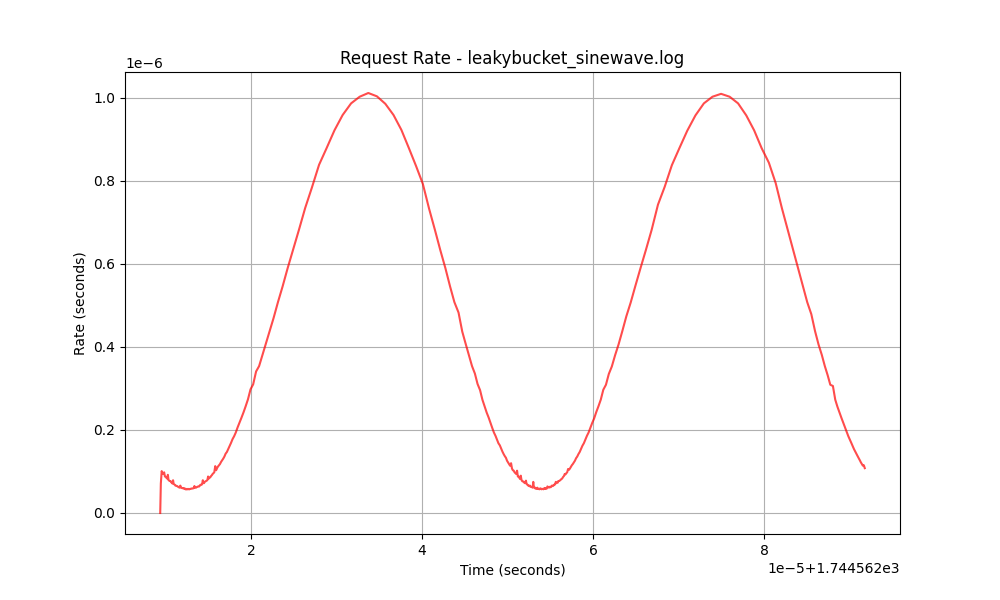 Request Rate - leakybucket_sinewave.log
1e−6
1.0
0.8
0.6
0.4
0.2
0.0
Rate (seconds)
2 4 6 8
1e−5+1.744562e3
Time (seconds)